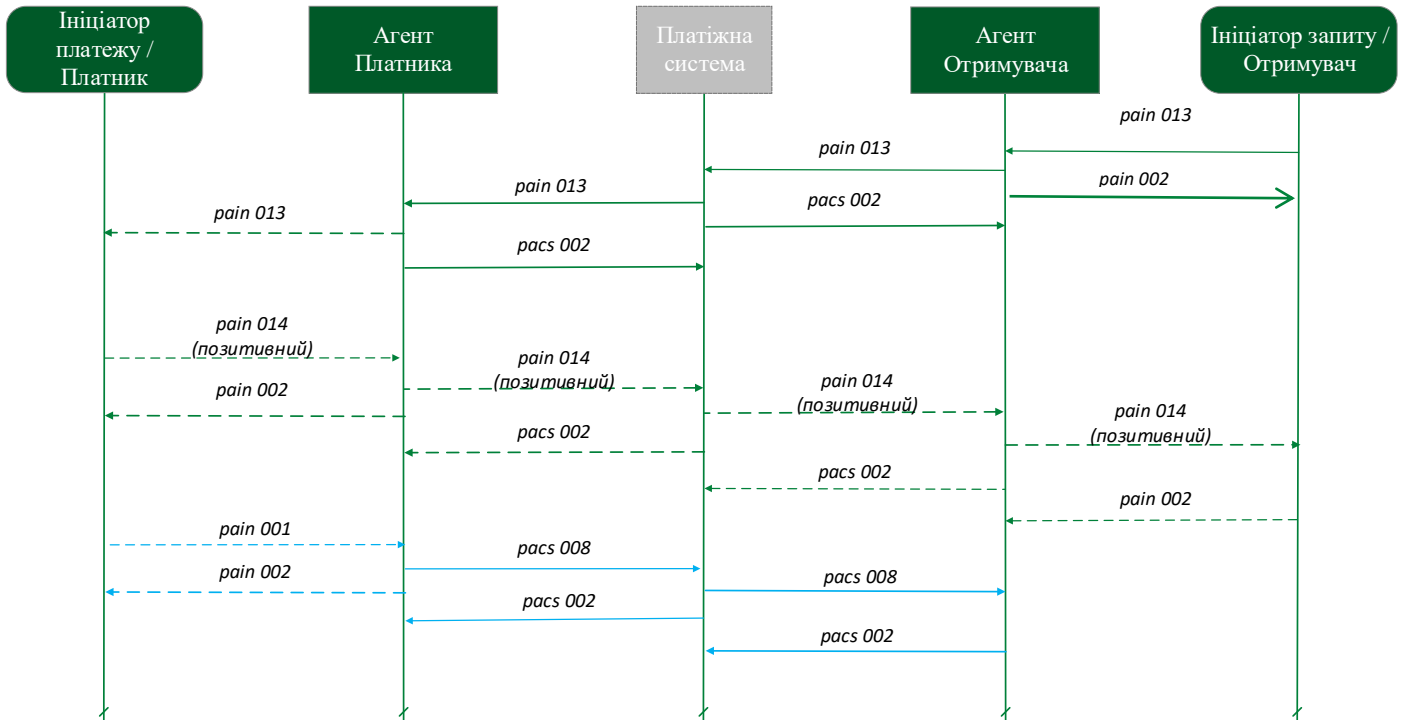 Ініціатор
платежу /
Платник
Агент
Платника
Платіжна
система
Агент
Отримувача
Ініціатор запиту /
Отримувач
pain 013
pain 013
pain 002
pain 013
pacs 002
pain 013
pacs 002
pain 014
(позитивний)
pain 014
(позитивний)
pain 002
pain 014
(позитивний)
pain 014
(позитивний)
pacs 002
pacs 002
pain 002
pain 001
pacs 008
pain 002
pacs 008
pacs 002
pacs 002